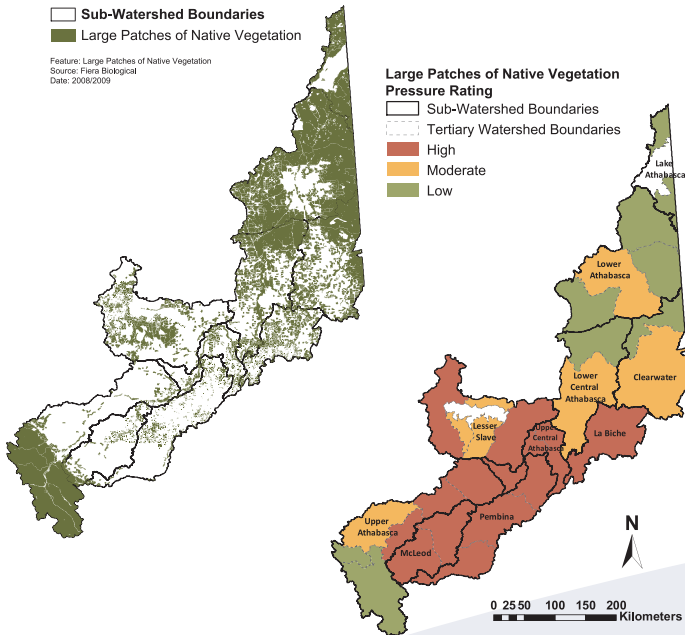 Sub-Watershed Boundaries
Large Patches of Native Vegetation
Feature: Large Patches of Native Vegetation
Source: Fiera Biological
Date: 2008/2009
Large Patches of Native Vegetation
Pressure Rating
Sub-Watershed Boundaries
Tertiary Watershed Boundaries
High
Moderate
Low
Lake
Athabasca
Lower
Athabasca
Lower
Central
Athabasca
Clearwater
La Biche
Upper
Central
Athabasca
Lesser
Slave
Pembina
Upper
Athabasca
McLeod
N
0 25 50 100 150 200
Kilometers